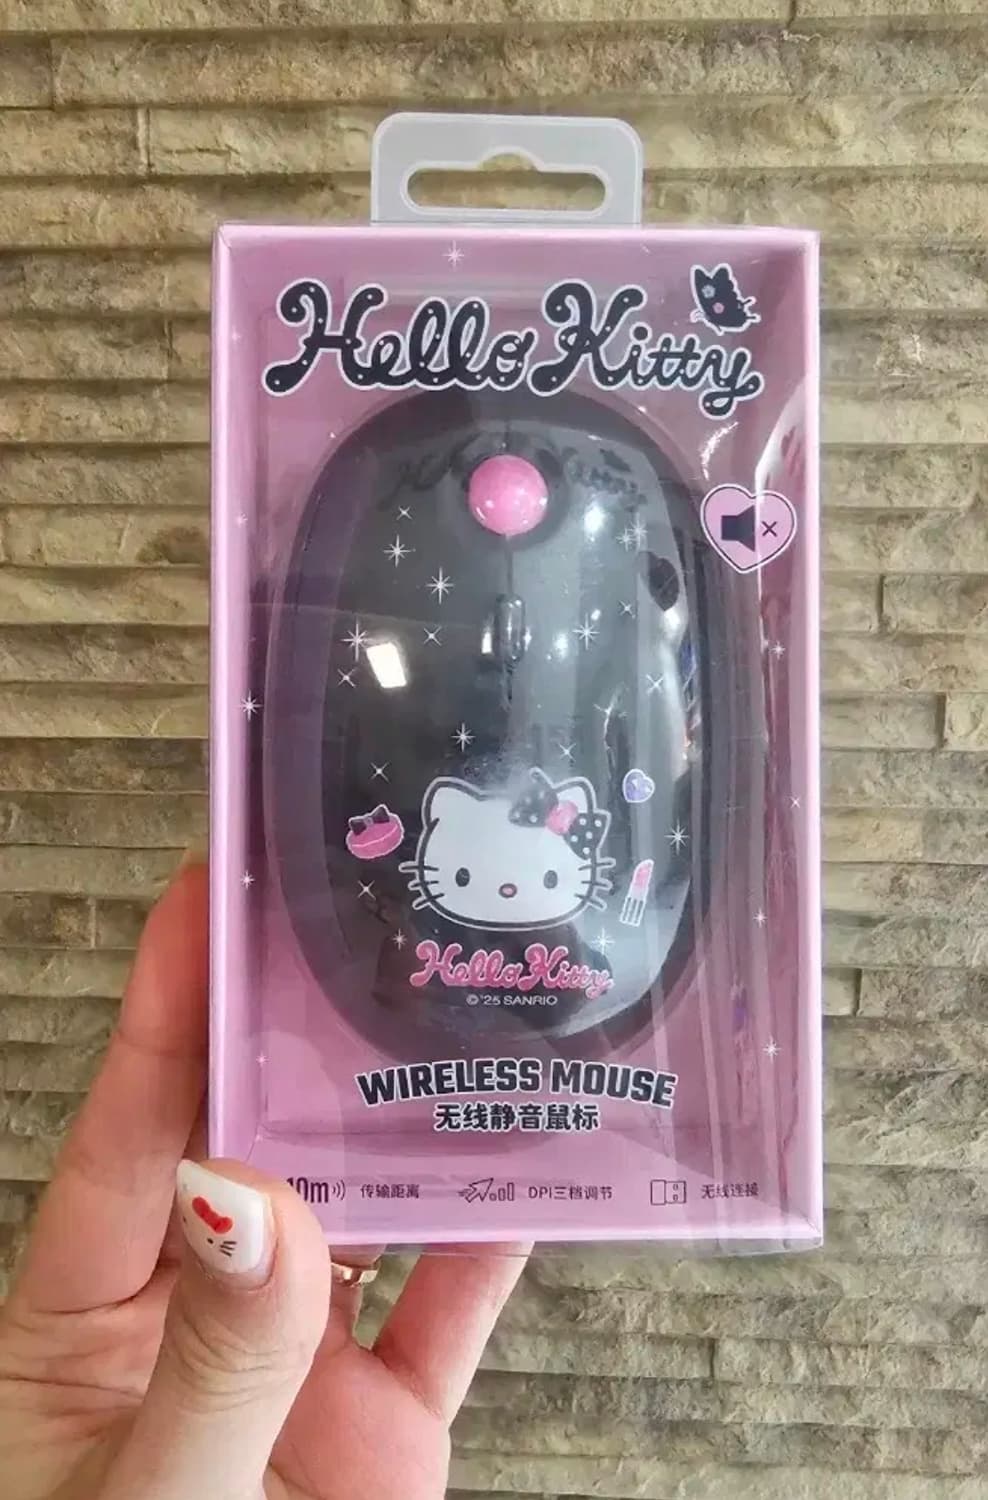 Hello Kitty
Hello Kitty
© '25 SANRIO
WIRELESS MOUSE
无线静音鼠标
10m 传输距离 DPI三档调节 无线连接